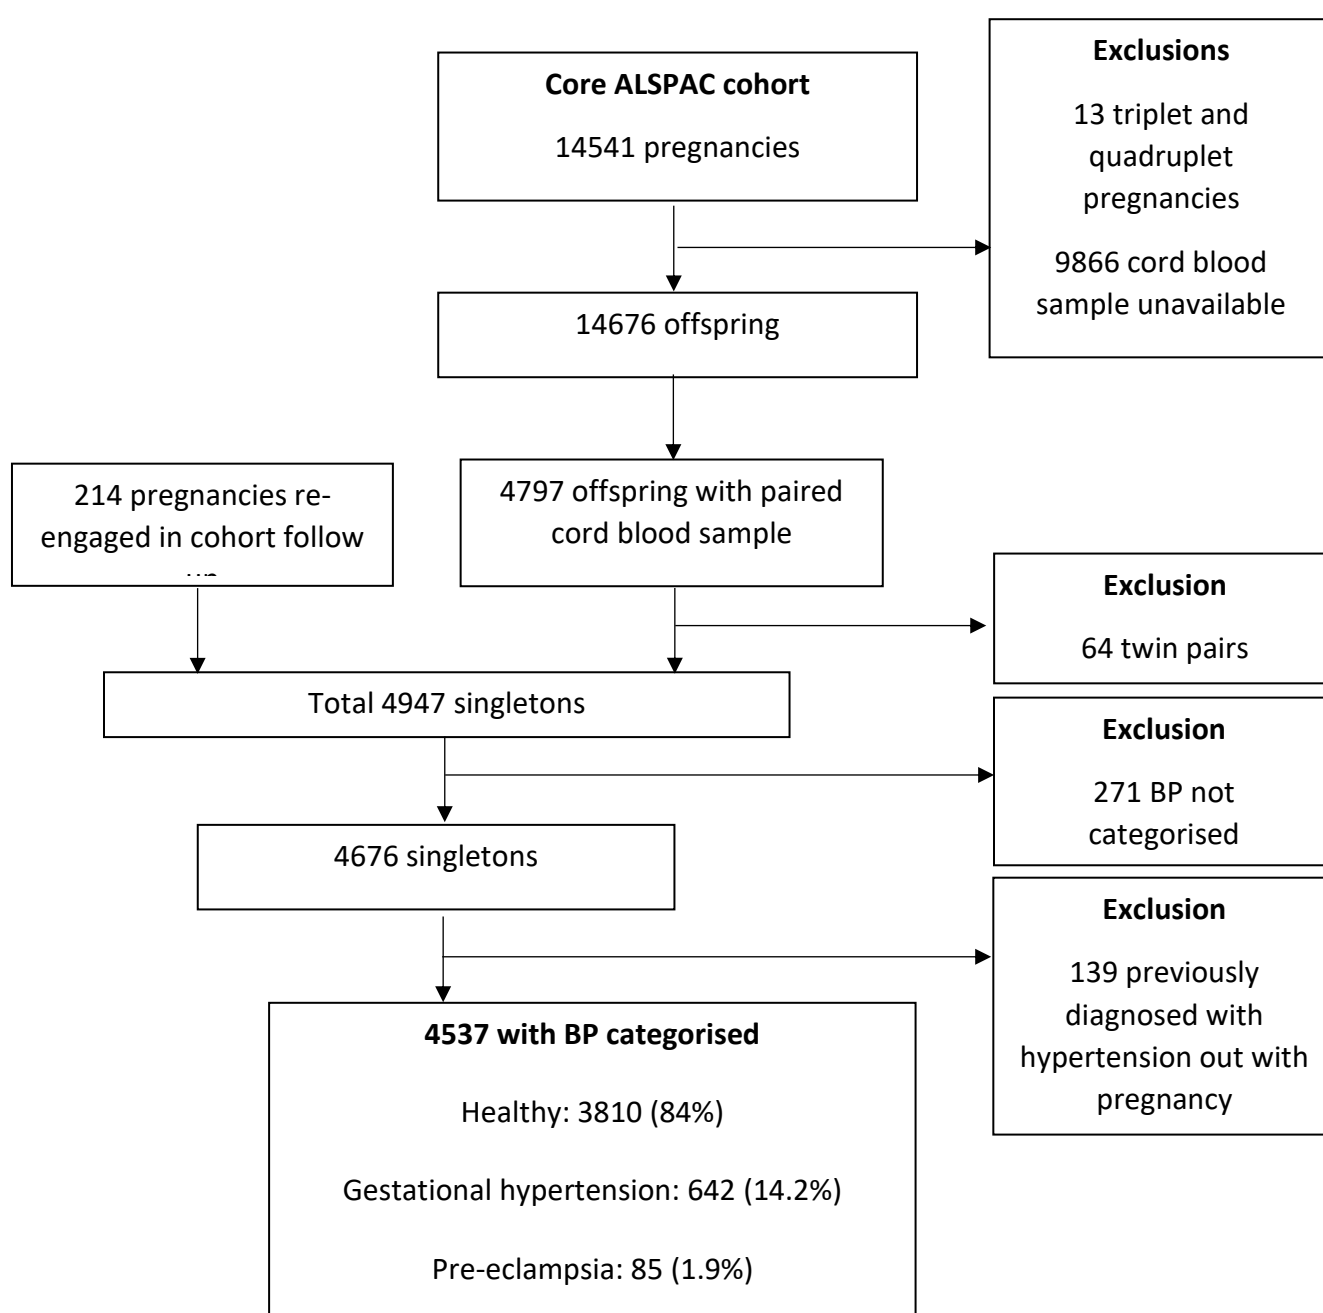 Core ALSPAC cohort
14541 pregnancies
Exclusions
13 triplet and
quadruplet
pregnancies
9866 cord blood
sample unavailable
14676 offspring
214 pregnancies re-
engaged in cohort follow
4797 offspring with paired
cord blood sample
Exclusion
64 twin pairs
Total 4947 singletons
Exclusion
271 BP not
categorised
4676 singletons
Exclusion
139 previously
diagnosed with
hypertension out with
pregnancy
4537 with BP categorised
Healthy: 3810 (84%)
Gestational hypertension: 642 (14.2%)
Pre-eclampsia: 85 (1.9%)